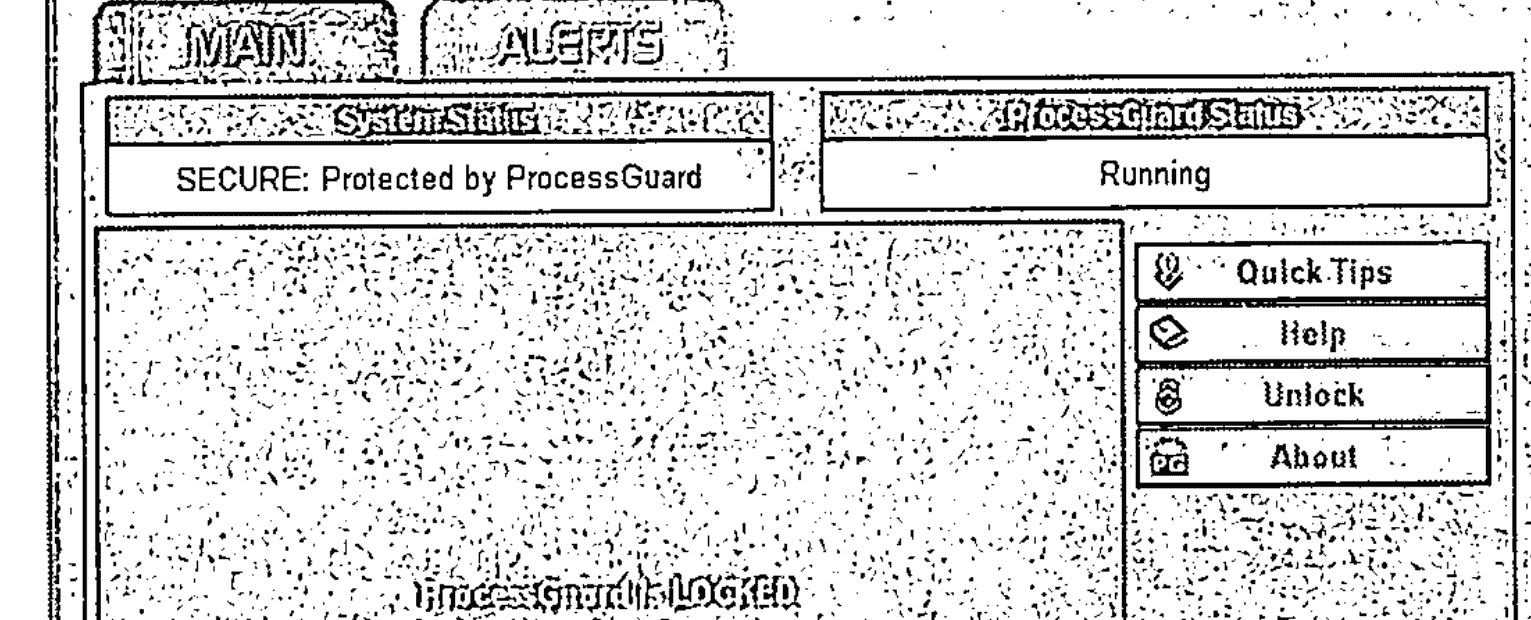 MAIN ALERTS
System Status ProcessGuard Status
SECURE: Protected by ProcessGuard Running
Quick Tips
Help
Unlock
PG About
ProcessGuard is LOCKED